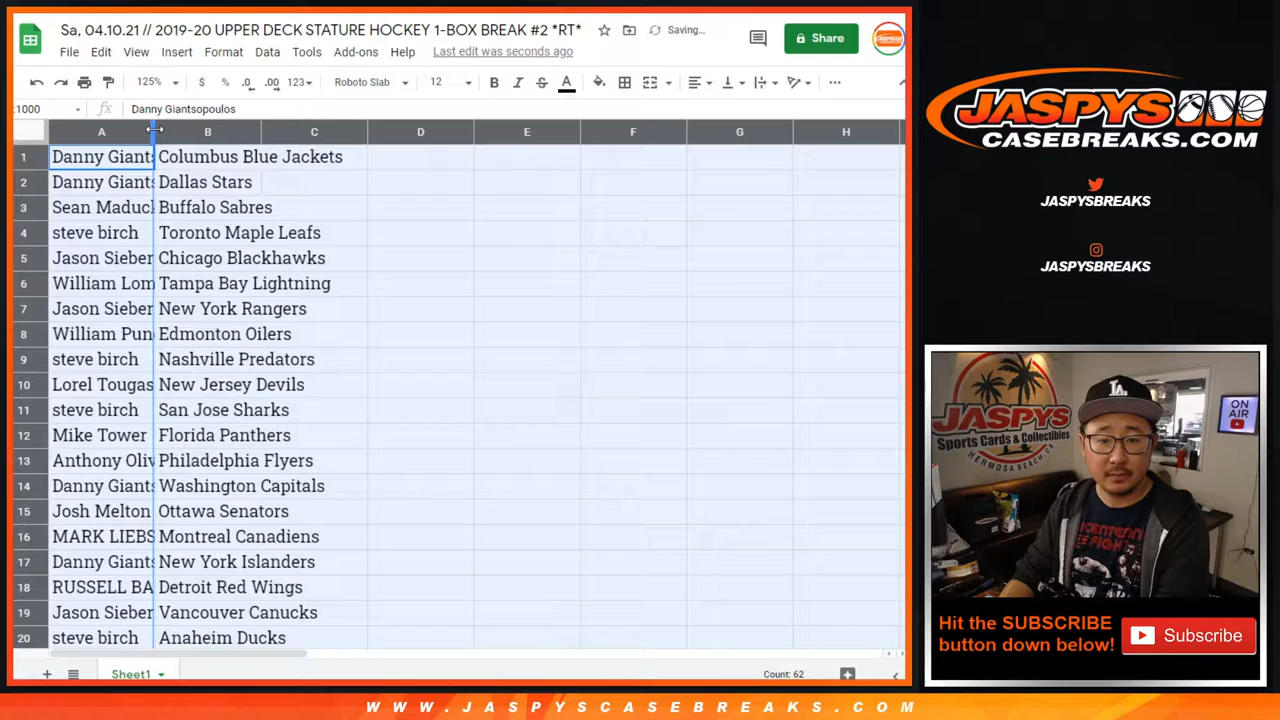 Sa, 04.10.21 // 2019-20 UPPER DECK STATURE HOCKEY 1-BOX BREAK #2 *RT*
Saving...
Share
File Edit View Insert Format Data Tools Add-ons Help Last edit was seconds ago
125% $ % .0 .00 123 Roboto Slab 12 B I S A
:1000 fx Danny Giantsopoulos
A B C D E F G H
1 Danny Giants Columbus Blue Jackets
2 Danny Giants Dallas Stars
3 Sean Maduc Buffalo Sabres
4 steve birch Toronto Maple Leafs
5 Jason Sieber Chicago Blackhawks
6 William Lom Tampa Bay Lightning
7 Jason Sieber New York Rangers
8 William Pun Edmonton Oilers
9 steve birch Nashville Predators
10 Lorel Tougas New Jersey Devils
11 steve birch San Jose Sharks
12 Mike Tower Florida Panthers
13 Anthony Oliv Philadelphia Flyers
14 Danny Giants Washington Capitals
15 Josh Melton Ottawa Senators
16 MARK LIEBS Montreal Canadiens
17 Danny Giants New York Islanders
18 RUSSELL BA Detroit Red Wings
19 Jason Sieber Vancouver Canucks
20 steve birch Anaheim Ducks
Sheet1
Count: 62
JASPYS
CASEBREAKS.COM
JASPYSBREAKS
JASPYSBREAKS
JASPYS
Sports Cards & Collectibles
HERMOSA BEACH, CA
LA
ON
AIR
Hit the SUBSCRIBE
button down below!
Subscribe
WWW.JASPYSCASEBREAKS.COM